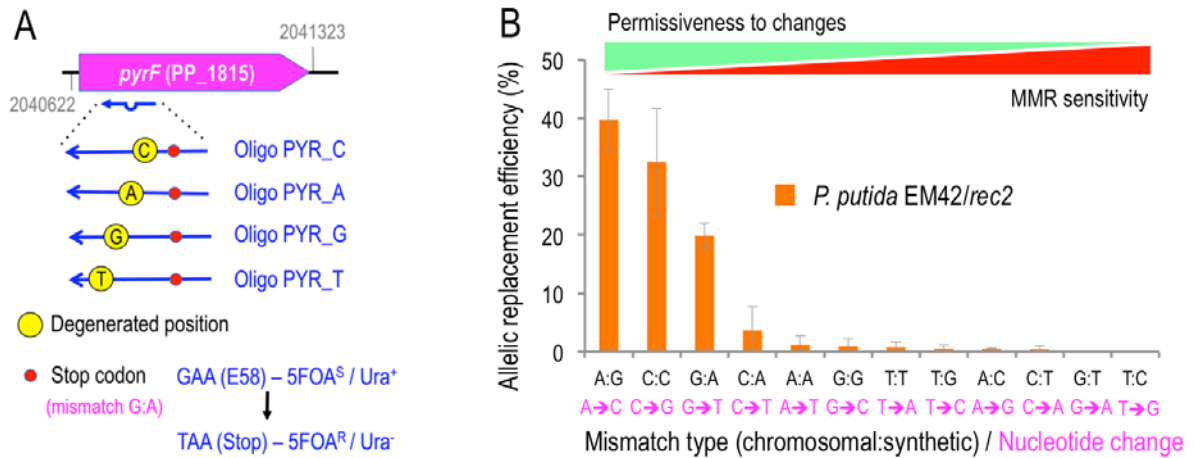 A
2041323
pyrF (PP_1815)
2040622
C Oligo PYR_C
A Oligo PYR_A
G Oligo PYR_G
T Oligo PYR_T
Degenerated position
Stop codon
(mismatch G:A)
GAA (E58) – 5FOAˢ / Ura⁺
TAA (Stop) – 5FOAᴿ / Ura⁻
B
Permissiveness to changes
MMR sensitivity
Allelic replacement efficiency (%)
50
40
30
20
10
0
P. putida EM42/rec2
A:G C:C G:A C:A A:A G:G T:T T:G A:C C:T G:T T:C
A➔C C➔G G➔T C➔T A➔T G➔C T➔A T➔C A➔G C➔A G➔A T➔G
Mismatch type (chromosomal:synthetic) / Nucleotide change